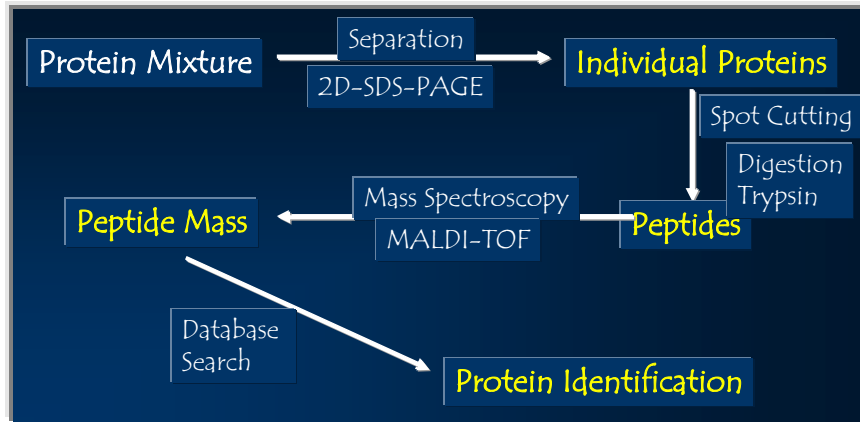 Protein Mixture
Separation
2D-SDS-PAGE
Individual Proteins
Spot Cutting
Digestion
Trypsin
Peptides
Mass Spectroscopy
MALDI-TOF
Peptide Mass
Database
Search
Protein Identification